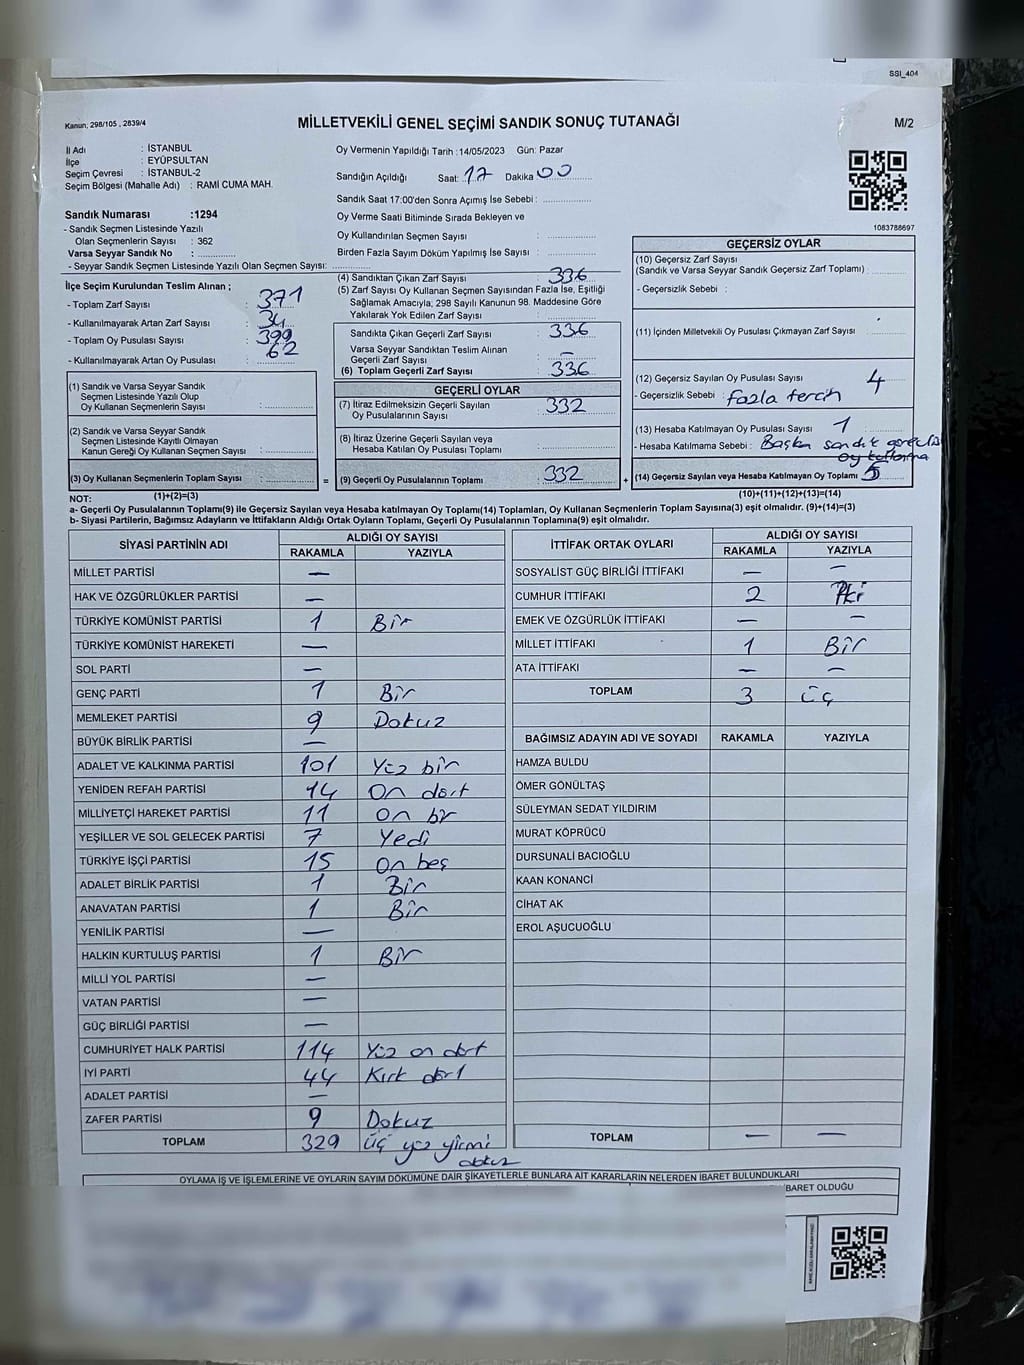 SSI_404
Kanun; 298/105 , 2839/4
MİLLETVEKİLİ GENEL SEÇİMİ SANDIK SONUÇ TUTANAĞI
M/2
İl Adı : İSTANBUL
İlçe : EYÜPSULTAN
Seçim Çevresi : İSTANBUL-2
Seçim Bölgesi (Mahalle Adı) : RAMİ CUMA MAH.
Sandık Numarası :1294
- Sandık Seçmen Listesinde Yazılı
Olan Seçmenlerin Sayısı : 362
Varsa Seyyar Sandık No :
- Seyyar Sandık Seçmen Listesinde Yazılı Olan Seçmen Sayısı:
Oy Vermenin Yapıldığı Tarih :14/05/2023 Gün: Pazar
Sandığın Açıldığı Saat: 17 Dakika 00
Sandık Saat 17:00'den Sonra Açımış İse Sebebi :
Oy Verme Saati Bitiminde Sırada Bekleyen ve
Oy Kullandırılan Seçmen Sayısı :
Birden Fazla Sayım Döküm Yapılmış İse Sayısı :
1083788697
İlçe Seçim Kurulundan Teslim Alınan ;
- Toplam Zarf Sayısı : 371
- Kullanılmayarak Artan Zarf Sayısı : 34
- Toplam Oy Pusulası Sayısı : 399
- Kullanılmayarak Artan Oy Pusulası : 62
(1) Sandık ve Varsa Seyyar Sandık
Seçmen Listesinde Yazılı Olup
Oy Kullanan Seçmenlerin Sayısı :
(2) Sandık ve Varsa Seyyar Sandık
Seçmen Listesinde Kayıtlı Olmayan
Kanun Gereği Oy Kullanan Seçmen Sayısı :
(3) Oy Kullanan Seçmenlerin Toplam Sayısı :
(4) Sandıktan Çıkan Zarf Sayısı : 336
(5) Zarf Sayısı Oy Kullanan Seçmen Sayısından Fazla İse, Eşitliği
Sağlamak Amacıyla; 298 Sayılı Kanunun 98. Maddesine Göre
Yakılarak Yok Edilen Zarf Sayısı :
Sandıkta Çıkan Geçerli Zarf Sayısı : 336
Varsa Seyyar Sandıktan Teslim Alınan
Geçerli Zarf Sayısı : —
(6) Toplam Geçerli Zarf Sayısı : 336
GEÇERLİ OYLAR
(7) İtiraz Edilmeksizin Geçerli Sayılan
Oy Pusulalarının Sayısı : 332
(8) İtiraz Üzerine Geçerli Sayılan veya
Hesaba Katılan Oy Pusulası Toplamı :
= (9) Geçerli Oy Pusulalarının Toplamı : 332 +
GEÇERSİZ OYLAR
(10) Geçersiz Zarf Sayısı
(Sandık ve Varsa Seyyar Sandık Geçersiz Zarf Toplamı) :
- Geçersizlik Sebebi :
(11) İçinden Milletvekili Oy Pusulası Çıkmayan Zarf Sayısı :
(12) Geçersiz Sayılan Oy Pusulası Sayısı : 4
- Geçersizlik Sebebi : fazla tercih
(13) Hesaba Katılmayan Oy Sayısı : 1
- Hesaba Katılmama Sebebi : Başka sandık görevlisi
oy kullanma
(14) Geçersiz Sayılan veya Hesaba Katılmayan Oy Toplamı : 5
NOT: (1)+(2)=(3) (10)+(11)+(12)+(13)=(14)
a- Geçerli Oy Pusulalarının Toplamı(9) ile Geçersiz Sayılan veya Hesaba katılmayan Oy Toplamı(14) Toplamları, Oy Kullanan Seçmenlerin Toplam Sayısına(3) eşit olmalıdır. (9)+(14)=(3)
b- Siyasi Partilerin, Bağımsız Adayların ve İttifakların Aldığı Ortak Oyların Toplamı, Geçerli Oy Pusulalarının Toplamına(9) eşit olmalıdır.
SİYASİ PARTİNİN ADI ALDIĞI OY SAYISI
RAKAMLA YAZIYLA
MİLLET PARTİSİ —
HAK VE ÖZGÜRLÜKLER PARTİSİ —
TÜRKİYE KOMÜNİST PARTİSİ 1 Bir
TÜRKİYE KOMÜNİST HAREKETİ —
SOL PARTİ —
GENÇ PARTİ 1 Bir
MEMLEKET PARTİSİ 9 Dokuz
BÜYÜK BİRLİK PARTİSİ —
ADALET VE KALKINMA PARTİSİ 101 Yüz bir
YENİDEN REFAH PARTİSİ 14 On dört
MİLLİYETÇİ HAREKET PARTİSİ 11 On bir
YEŞİLLER VE SOL GELECEK PARTİSİ 7 Yedi
TÜRKİYE İŞÇİ PARTİSİ 15 On beş
ADALET BİRLİK PARTİSİ 1 Bir
ANAVATAN PARTİSİ 1 Bir
YENİLİK PARTİSİ —
HALKIN KURTULUŞ PARTİSİ 1 Bir
MİLLİ YOL PARTİSİ —
VATAN PARTİSİ —
GÜÇ BİRLİĞİ PARTİSİ —
CUMHURİYET HALK PARTİSİ 114 Yüz on dört
İYİ PARTİ 44 Kırk dört
ADALET PARTİSİ —
ZAFER PARTİSİ 9 Dokuz
TOPLAM 329 Üç yüz yirmi
dokuz
İTTİFAK ORTAK OYLARI ALDIĞI OY SAYISI
RAKAMLA YAZIYLA
SOSYALİST GÜÇ BİRLİĞİ İTTİFAKI — —
CUMHUR İTTİFAKI 2 İki
EMEK VE ÖZGÜRLÜK İTTİFAKI — —
MİLLET İTTİFAKI 1 Bir
ATA İTTİFAKI — —
TOPLAM 3 üç
BAĞIMSIZ ADAYIN ADI VE SOYADI RAKAMLA YAZIYLA
HAMZA BULDU
ÖMER GÖNÜLTAŞ
SÜLEYMAN SEDAT YILDIRIM
MURAT KÖPRÜCÜ
DURSUNALİ BACIOĞLU
KAAN KONANCİ
CİHAT AK
EROL AŞUCUOĞLU
TOPLAM — —
OYLAMA İŞ VE İŞLEMLERİNE VE OYLARIN SAYIM DÖKÜMÜNE DAİR ŞİKAYETLERLE BUNLARA AİT KARARLARIN NELERDEN İBARET BULUNDUKLARI
İBARET OLDUĞU